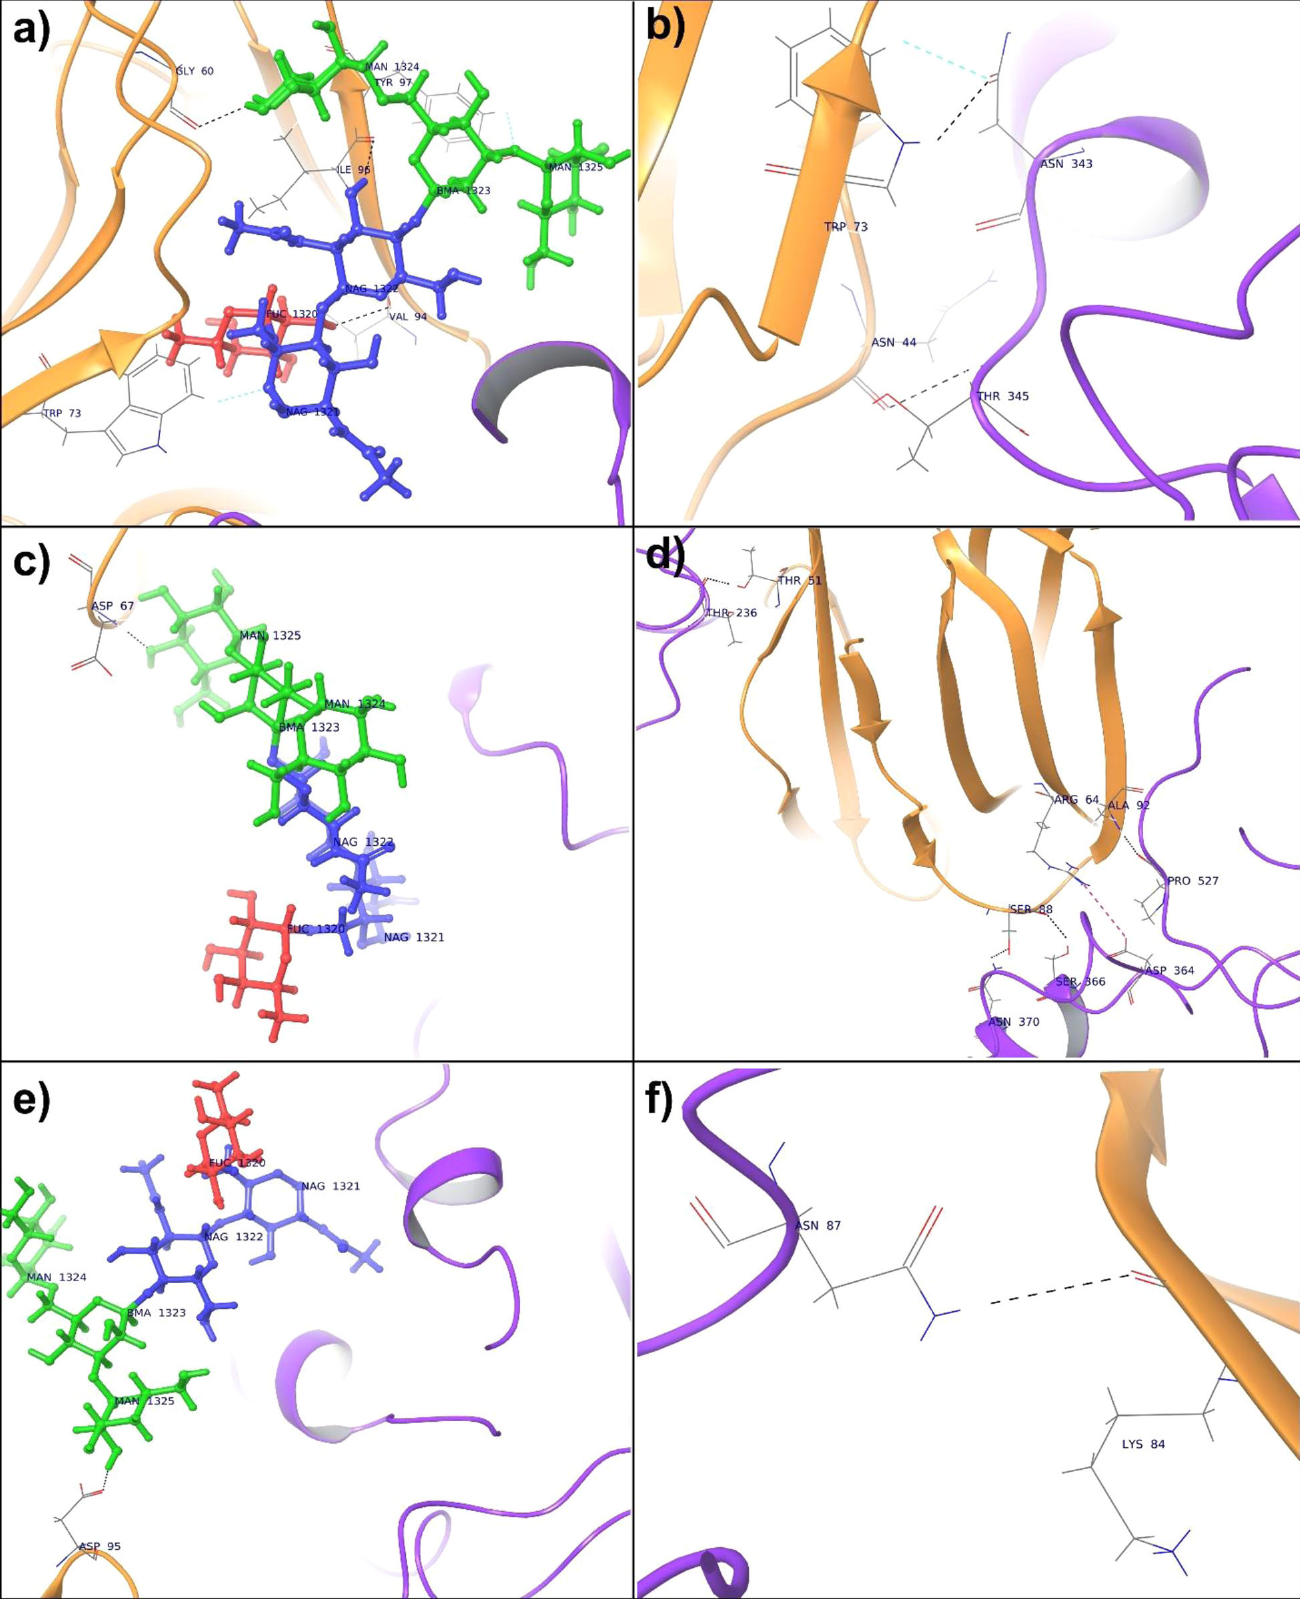 a)
GLY 60
MAN 1324
TYR 97
ILE 96
MAN 1325
BMA 1323
NAG 1322
FUC 1320
VAL 94
TRP 73
NAG 1321
b)
ASN 343
TRP 73
ASN 44
THR 345
c)
ASP 67
MAN 1325
MAN 1324
BMA 1323
NAG 1322
FUC 1320
NAG 1321
d)
THR 51
THR 236
ARG 64
ALA 92
PRO 527
SER 88
ASP 364
SER 366
ASN 370
e)
FUC 1320
NAG 1321
NAG 1322
MAN 1324
BMA 1323
MAN 1325
ASP 95
f)
ASN 87
LYS 84